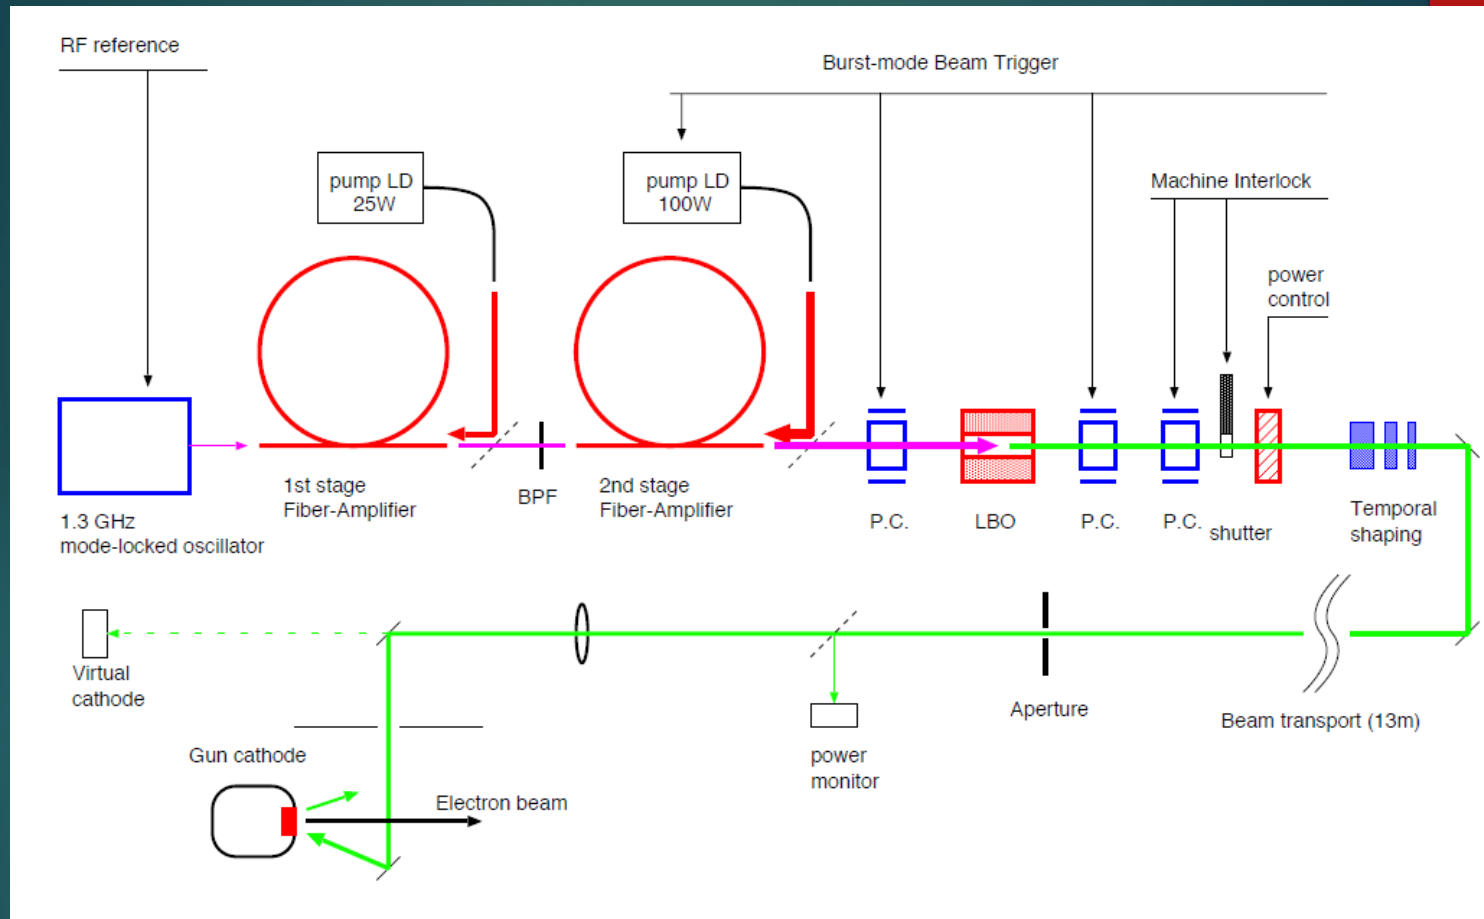 RF reference
Burst-mode Beam Trigger
pump LD
25W
pump LD
100W
Machine Interlock
power
control
1st stage
Fiber-Amplifier
BPF
2nd stage
Fiber-Amplifier
P.C.
LBO
P.C.
P.C.
shutter
Temporal
shaping
1.3 GHz
mode-locked oscillator
Virtual
cathode
Aperture
Beam transport (13m)
Gun cathode
power
monitor
Electron beam